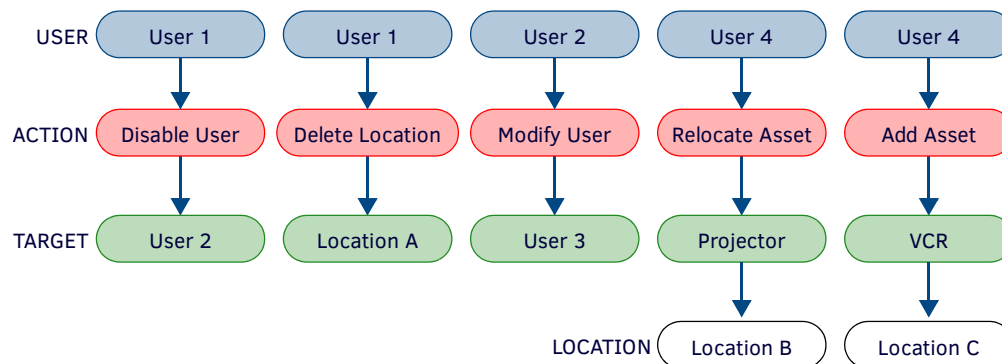 USER User 1 User 1 User 2 User 4 User 4
ACTION Disable User Delete Location Modify User Relocate Asset Add Asset
TARGET User 2 Location A User 3 Projector VCR
LOCATION Location B Location C